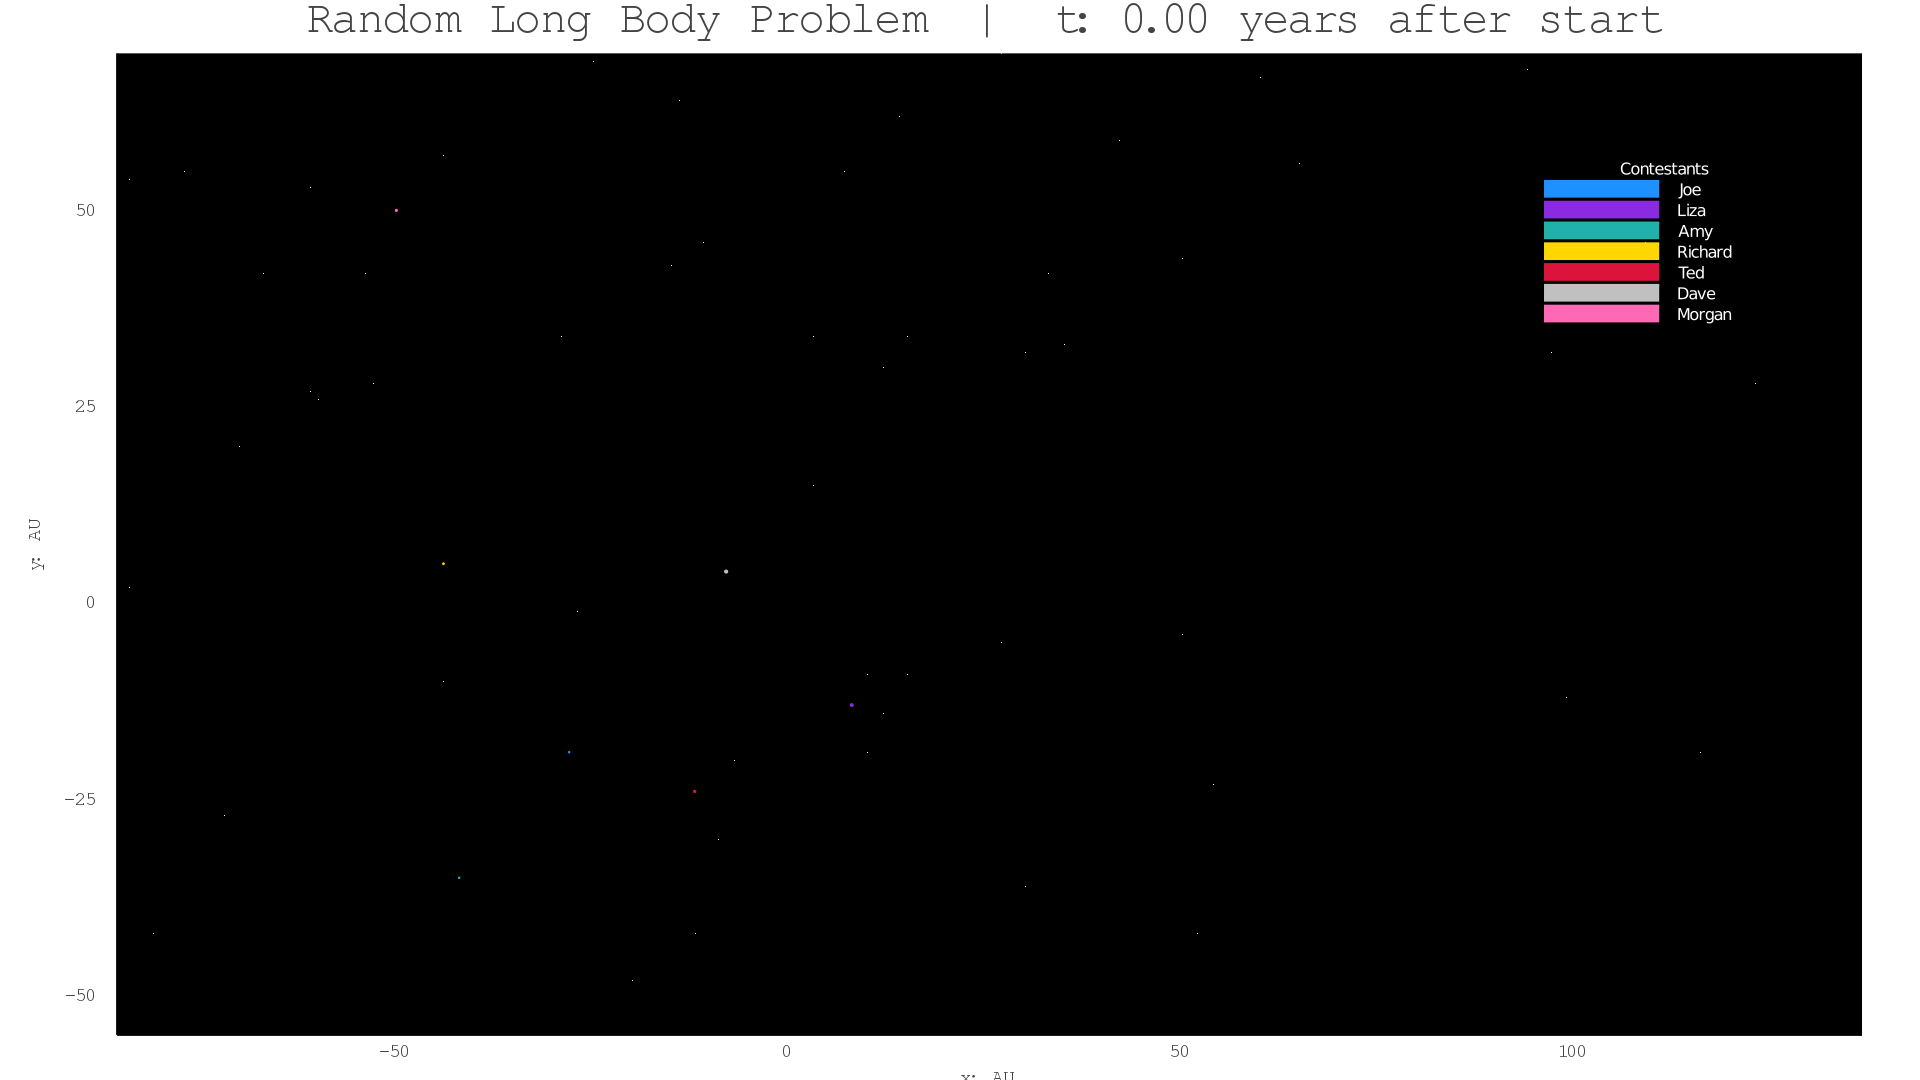 Random Long Body Problem | t: 0.00 years after start
Contestants
Joe
Liza
Amy
Richard
Ted
Dave
Morgan
50
25
0
−25
−50
y: AU
−50 0 50 100
x: AU